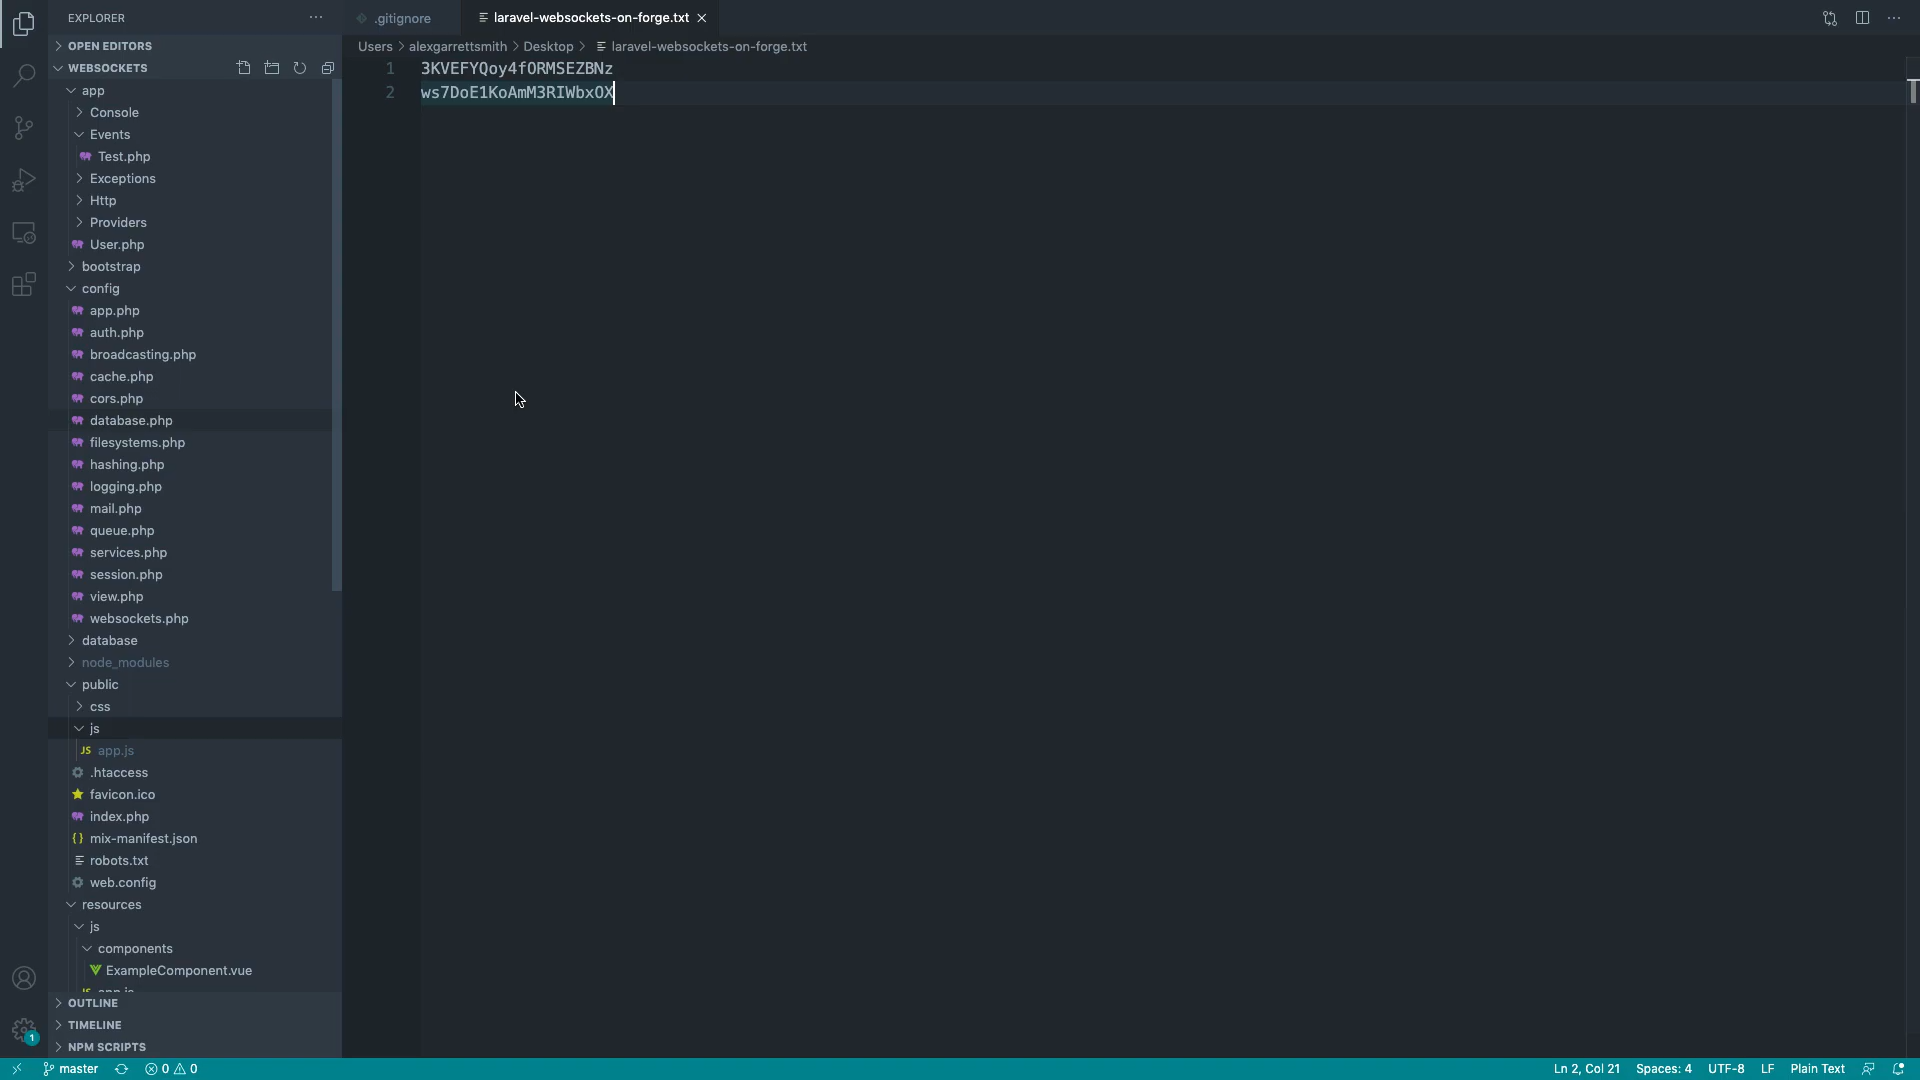 EXPLORER
OPEN EDITORS
WEBSOCKETS
app
Console
Events
Test.php
Exceptions
Http
Providers
User.php
bootstrap
config
app.php
auth.php
broadcasting.php
cache.php
cors.php
database.php
filesystems.php
hashing.php
logging.php
mail.php
queue.php
services.php
session.php
view.php
websockets.php
database
node_modules
public
css
js
JS app.js
.htaccess
favicon.ico
index.php
{} mix-manifest.json
robots.txt
web.config
resources
js
components
ExampleComponent.vue
OUTLINE
TIMELINE
NPM SCRIPTS
.gitignore
laravel-websockets-on-forge.txt
Users > alexgarrettsmith > Desktop > laravel-websockets-on-forge.txt
1 3KVEFYQoy4fORMSEZBNz
2 ws7DoE1KoAmM3RIWbxOX
1
master
0 0
Ln 2, Col 21
Spaces: 4
UTF-8
LF
Plain Text